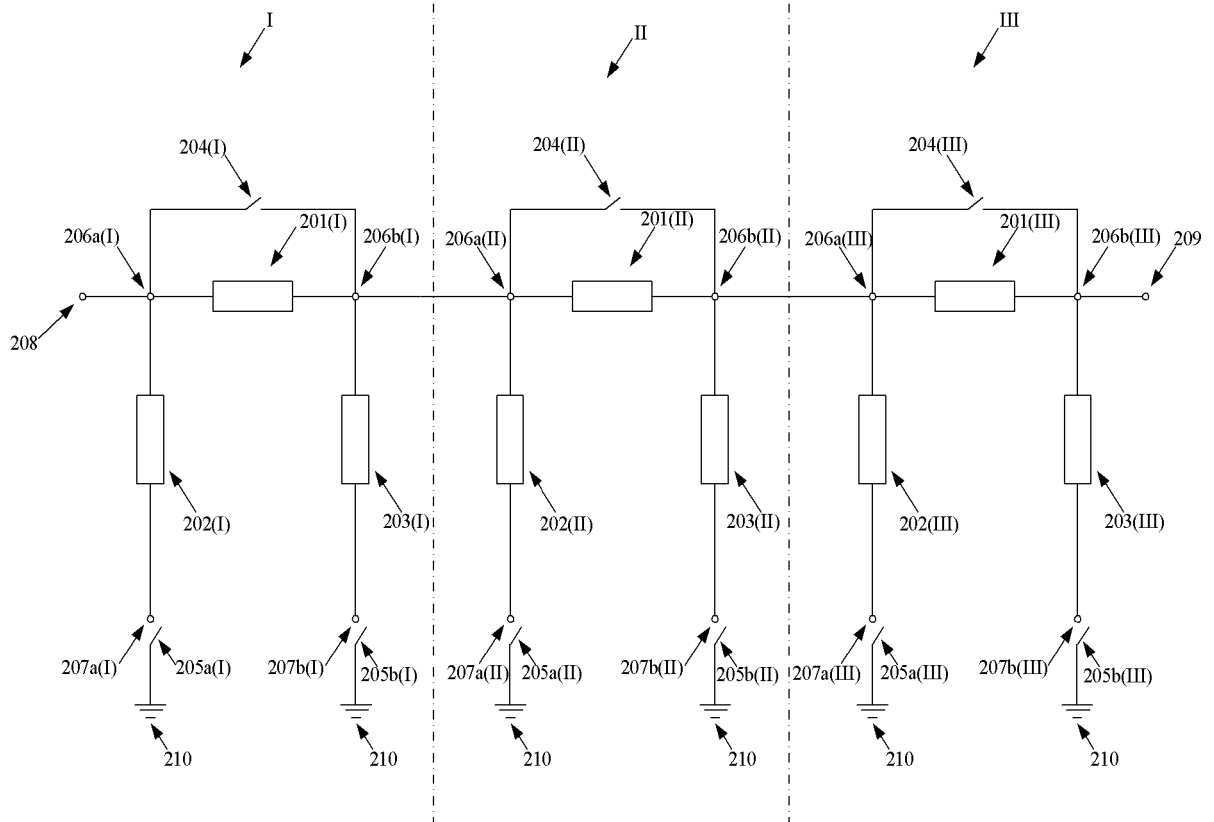 I
II
III
204(I)
204(II)
204(III)
201(I)
201(II)
201(III)
206a(I)
206b(I)
206a(II)
206b(II)
206a(III)
206b(III)
209
208
202(I)
203(I)
202(II)
203(II)
202(III)
203(III)
207a(I)
205a(I)
207b(I)
205b(I)
207a(II)
205a(II)
207b(II)
205b(II)
207a(III)
205a(III)
207b(III)
205b(III)
210
210
210
210
210
210